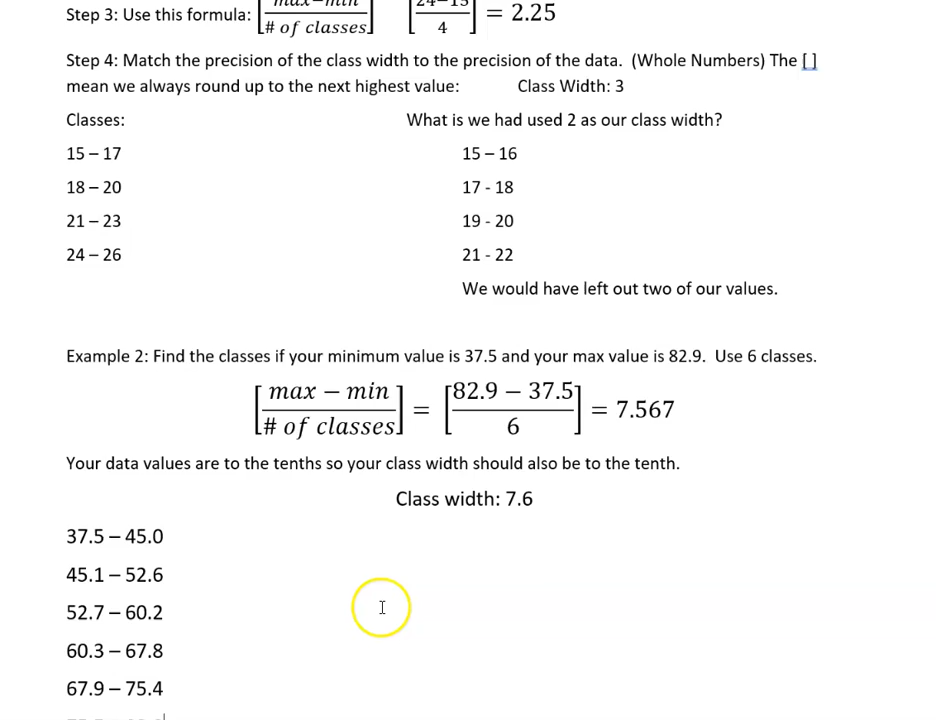 Step 3: Use this formula: [max−min / # of classes] [24−15 / 4] = 2.25
Step 4: Match the precision of the class width to the precision of the data. (Whole Numbers) The [ ]
mean we always round up to the next highest value: Class Width: 3
Classes: What is we had used 2 as our class width?
15 – 17 15 – 16
18 – 20 17 - 18
21 – 23 19 - 20
24 – 26 21 - 22
We would have left out two of our values.
Example 2: Find the classes if your minimum value is 37.5 and your max value is 82.9. Use 6 classes.
[max − min / # of classes] = [82.9 − 37.5 / 6] = 7.567
Your data values are to the tenths so your class width should also be to the tenth.
Class width: 7.6
37.5 – 45.0
45.1 – 52.6
52.7 – 60.2
60.3 – 67.8
67.9 – 75.4